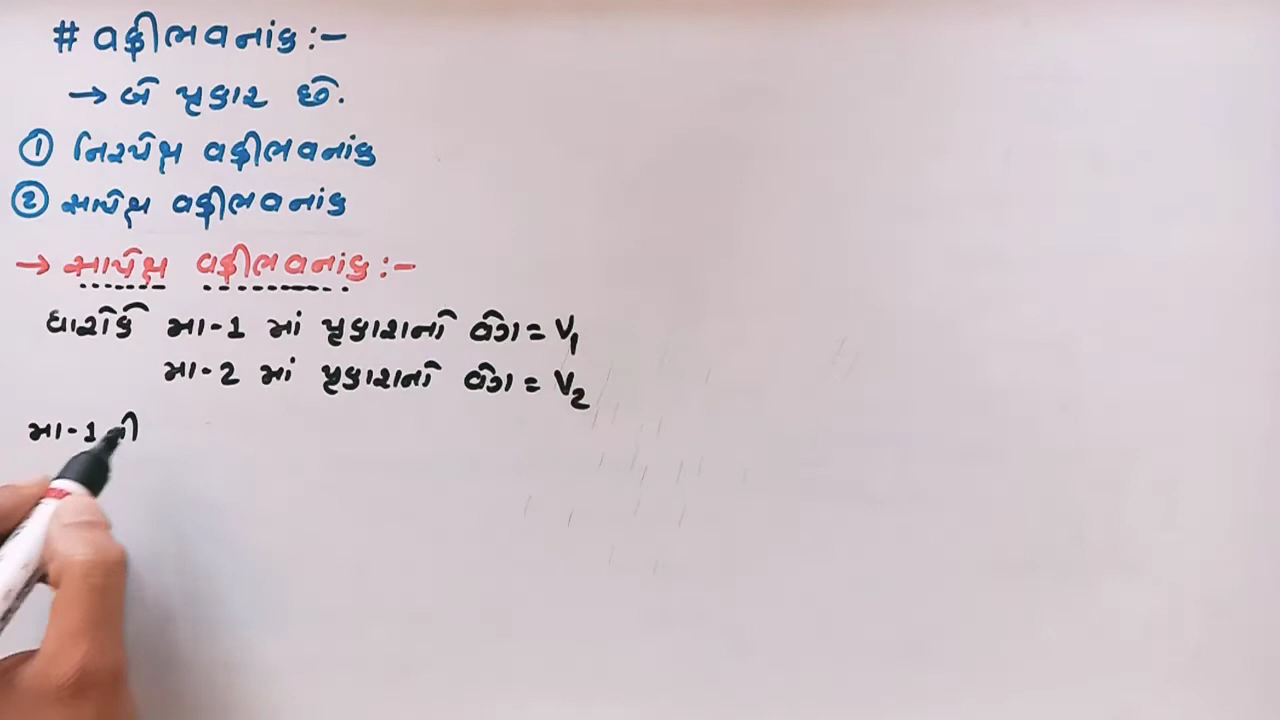 # વક્રીભવનાંક :-
→ બે પ્રકાર છે.
① નિરપેક્ષ વક્રીભવનાંક
② સાપેક્ષ વક્રીભવનાંક
→ સાપેક્ષ વક્રીભવનાંક :-
ધારોકે મા-1 માં પ્રકાશનો વેગ = V₁
મા-2 માં પ્રકાશનો વેગ = V₂
મા-1 ની